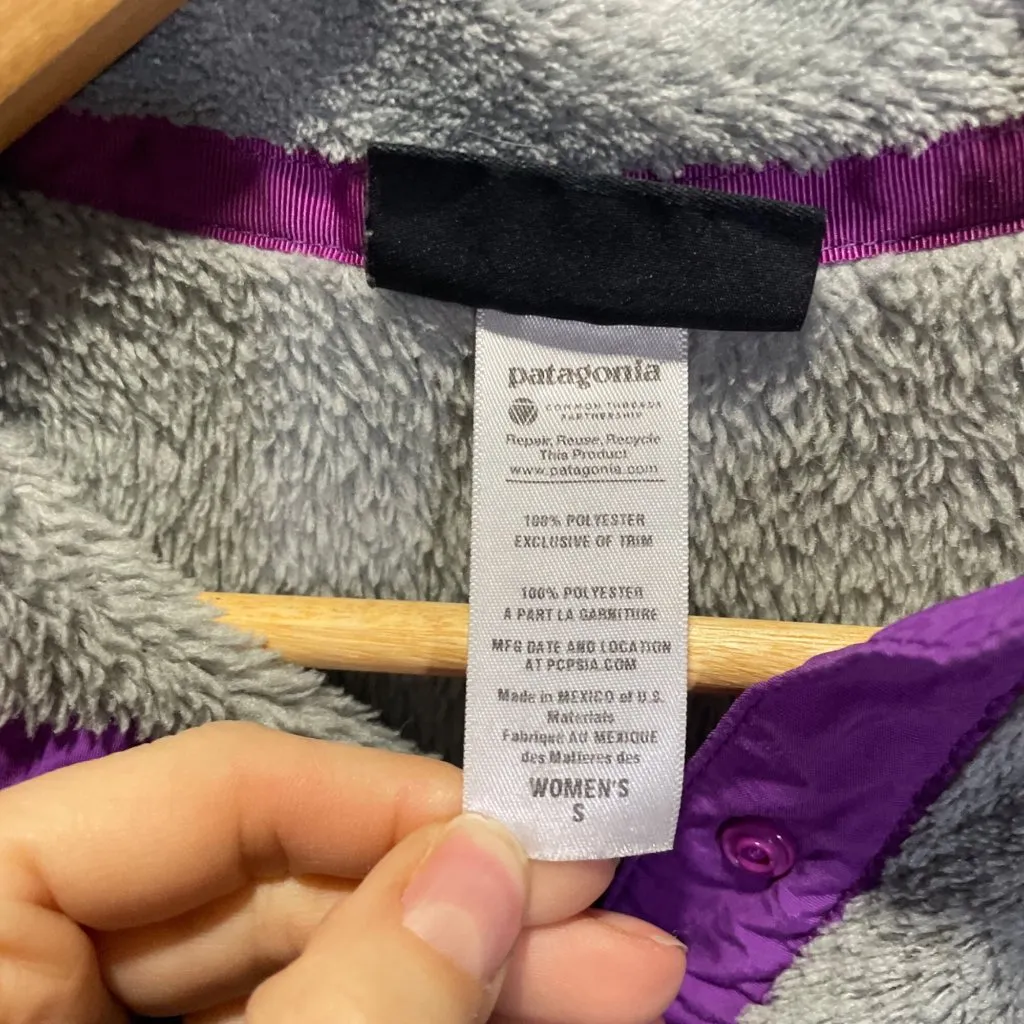 patagonia
COMMON THREADS
PARTNERSHIP
Repair, Reuse, Recycle
This Product
www.patagonia.com
100% POLYESTER
EXCLUSIVE OF TRIM
100% POLYESTER
A PART LA GARNITURE
MFG DATE AND LOCATION
AT PCPSIA.COM
Made in MEXICO of U.S.
Materials
Fabriqué AU MEXIQUE
des Matieres des
WOMEN'S
S